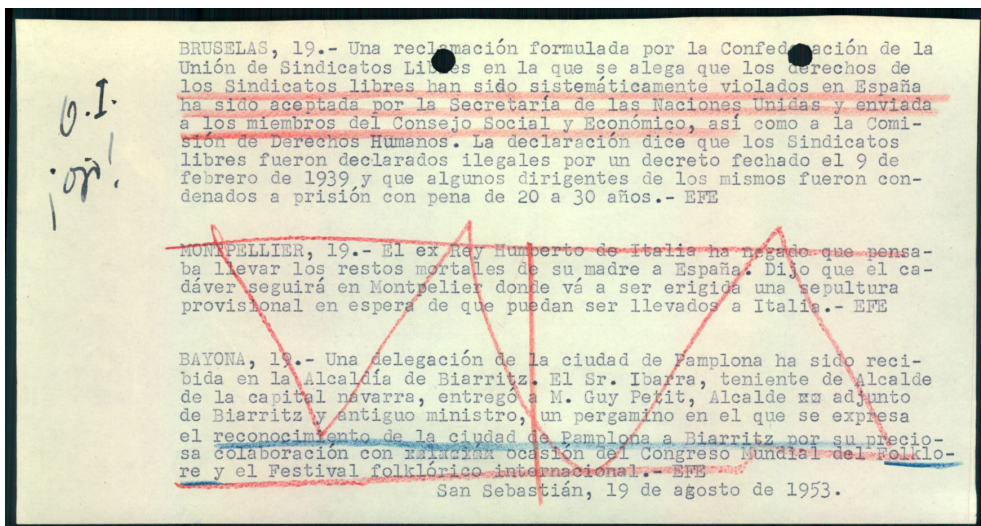 O.I.
¡ojo!
BRUSELAS, 19.- Una reclamación formulada por la Confederación de la
Unión de Sindicatos Libres en la que se alega que los derechos de
los Sindicatos libres han sido sistemáticamente violados en España
ha sido aceptada por la Secretaría de las Naciones Unidas y enviada
a los miembros del Consejo Social y Económico, así como a la Comi-
sión de Derechos Humanos. La declaración dice que los Sindicatos
libres fueron declarados ilegales por un decreto fechado el 9 de
febrero de 1939 y que algunos dirigentes de los mismos fueron con-
denados a prisión con pena de 20 a 30 años.- EFE
MONTPELLIER, 19.- El ex Rey Humberto de Italia ha negado que pensa-
ba llevar los restos mortales de su madre a España. Dijo que el ca-
dáver seguirá en Montpelier donde vá a ser erigida una sepultura
provisional en espera de que puedan ser llevados a Italia.- EFE
BAYONA, 19.- Una delegación de la ciudad de Pamplona ha sido reci-
bida en la Alcaldía de Biarritz. El Sr. Ibarra, teniente de Alcalde
de la capital navarra, entregó a M. Guy Petit, Alcalde xx adjunto
de Biarritz y antiguo ministro, un pergamino en el que se expresa
el reconocimiento de la ciudad de Pamplona a Biarritz por su precio-
sa colaboración con ocasión del Congreso Mundial del Folklo-
re y el Festival folklórico internacional.- EFE
San Sebastián, 19 de agosto de 1953.